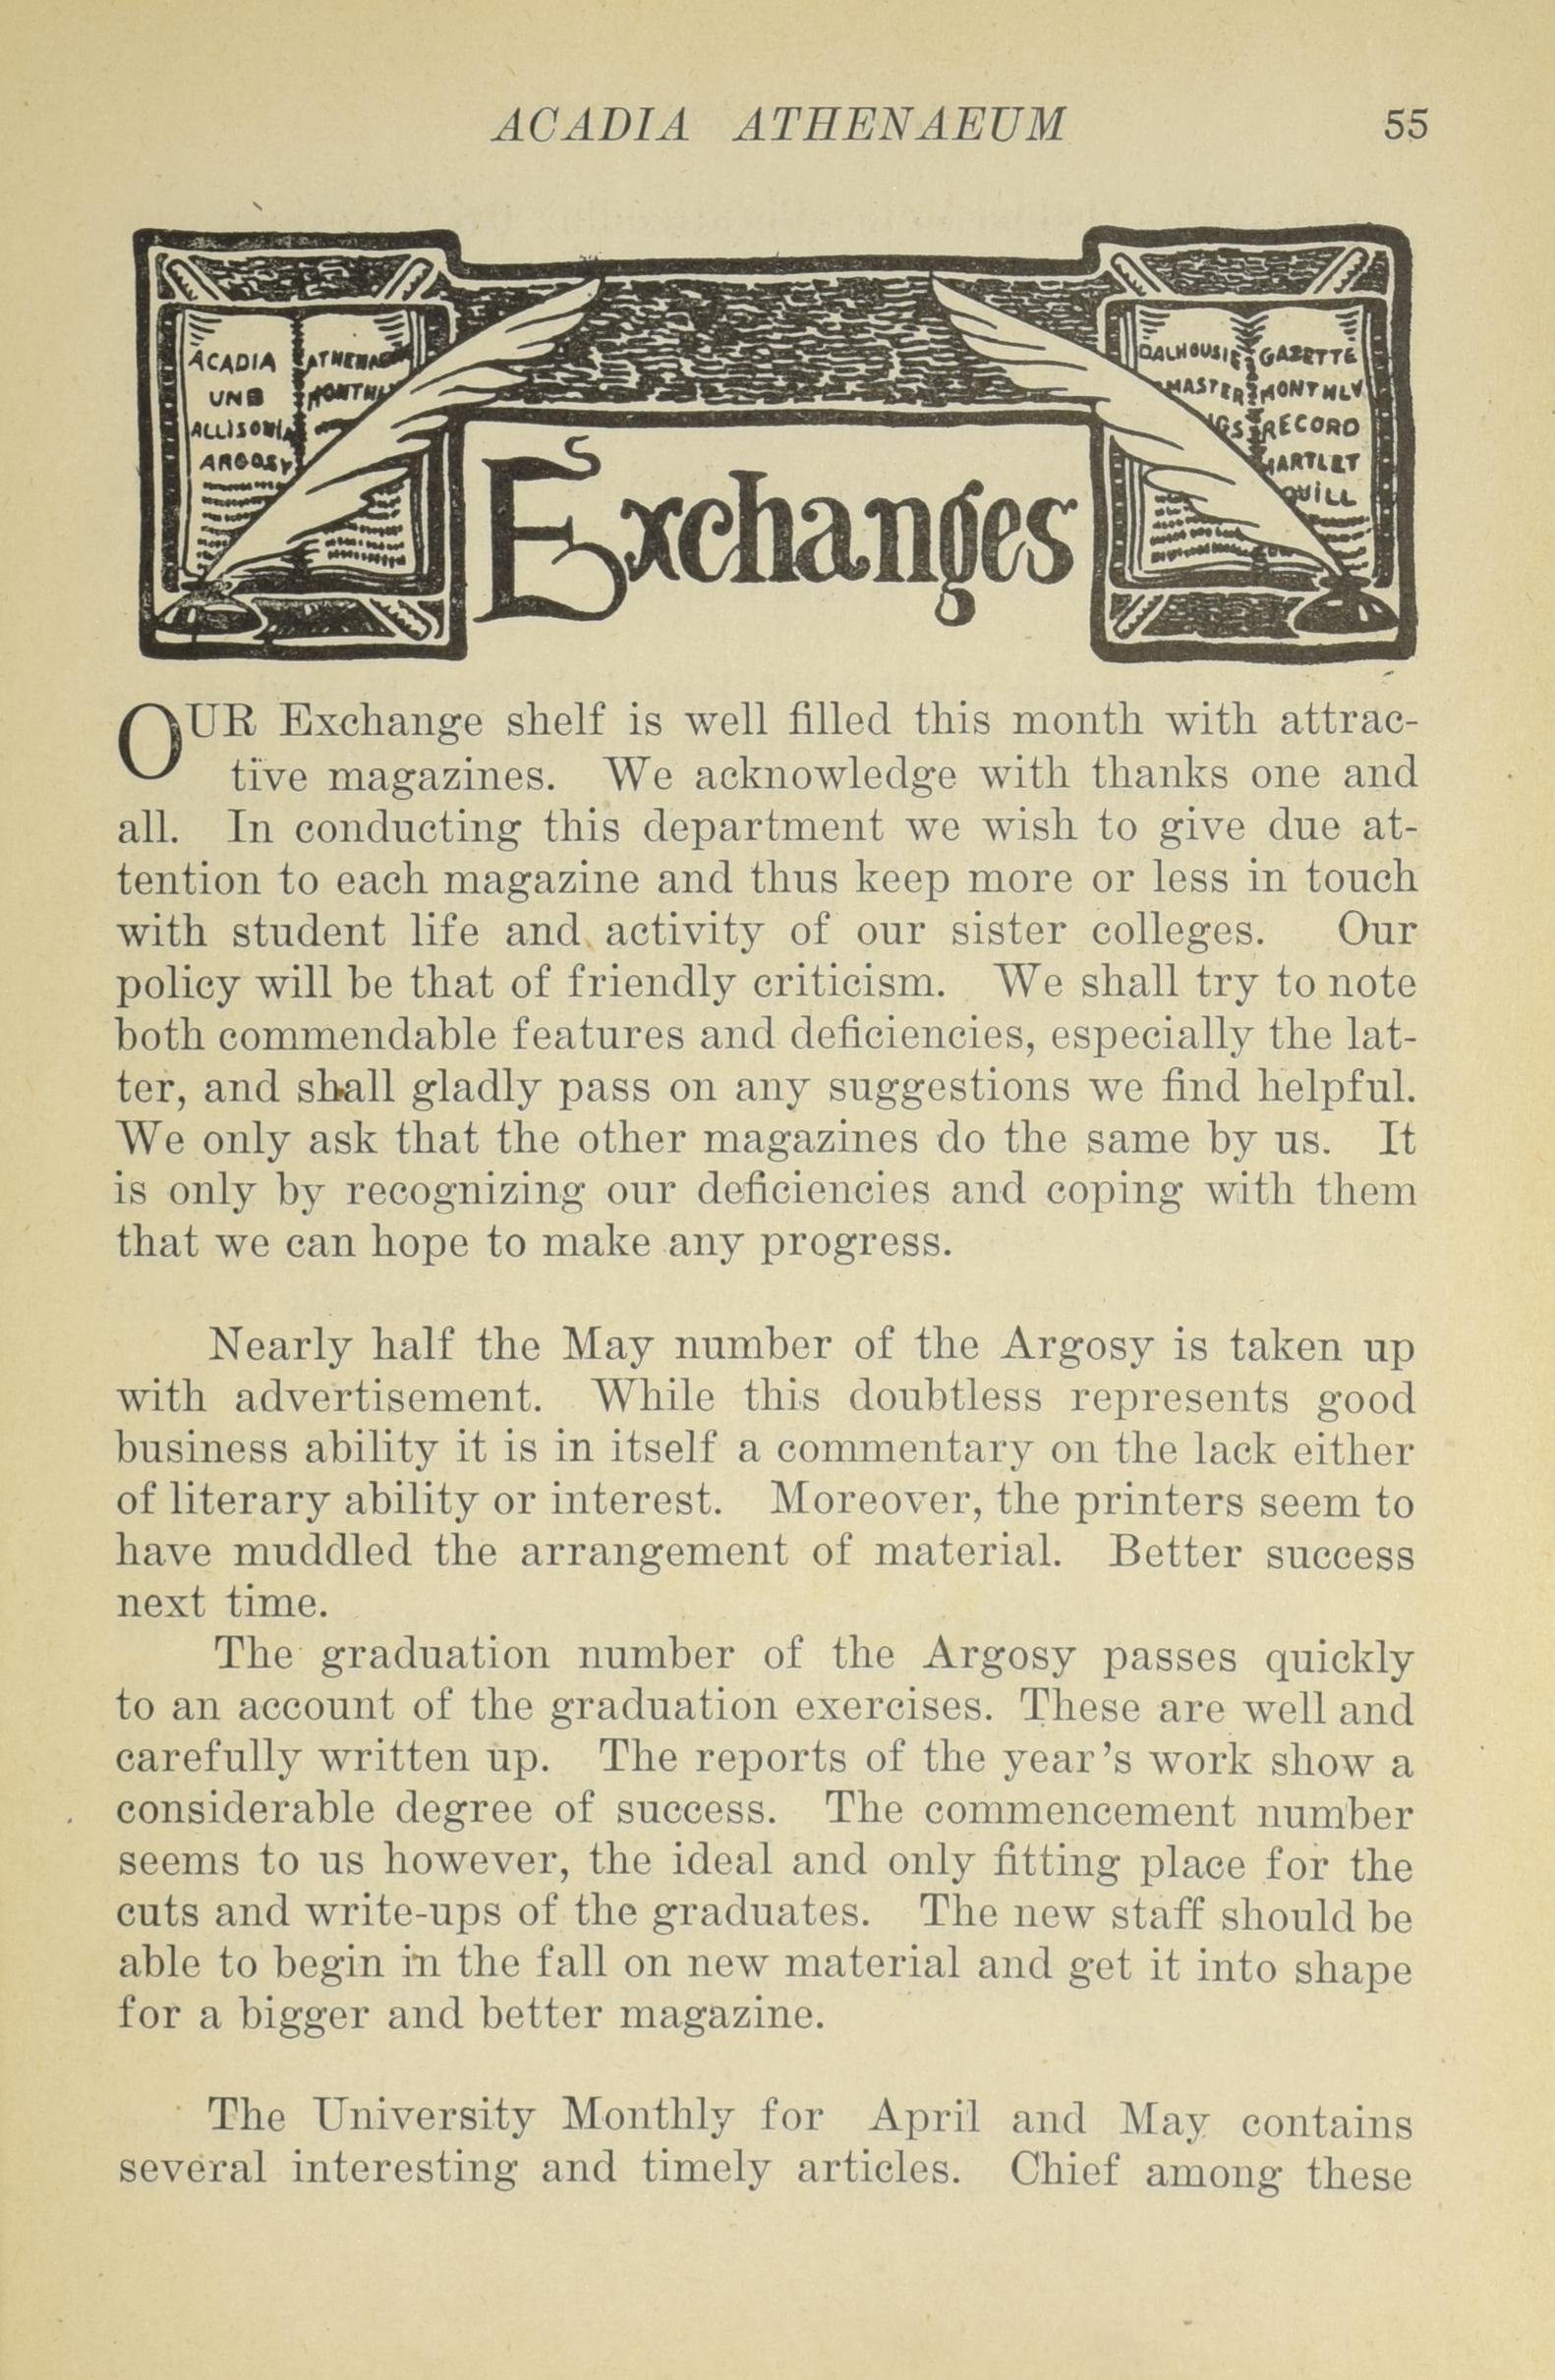 ACADIA ATHENAEUM 55
ACADIA
UNB MONTHLY
ALLISONIA
ARGOSY
DALHOUSIE GAZETTE
MASTER MONTHLY
RECORD
MARTLET
QUILL
Exchanges
OUR Exchange shelf is well filled this month with attrac-
tive magazines. We acknowledge with thanks one and
all. In conducting this department we wish to give due at-
tention to each magazine and thus keep more or less in touch
with student life and activity of our sister colleges. Our
policy will be that of friendly criticism. We shall try to note
both commendable features and deficiencies, especially the lat-
ter, and shall gladly pass on any suggestions we find helpful.
We only ask that the other magazines do the same by us. It
is only by recognizing our deficiencies and coping with them
that we can hope to make any progress.
Nearly half the May number of the Argosy is taken up
with advertisement. While this doubtless represents good
business ability it is in itself a commentary on the lack either
of literary ability or interest. Moreover, the printers seem to
have muddled the arrangement of material. Better success
next time.
The graduation number of the Argosy passes quickly
to an account of the graduation exercises. These are well and
carefully written up. The reports of the year's work show a
considerable degree of success. The commencement number
seems to us however, the ideal and only fitting place for the
cuts and write-ups of the graduates. The new staff should be
able to begin in the fall on new material and get it into shape
for a bigger and better magazine.
The University Monthly for April and May contains
several interesting and timely articles. Chief among these